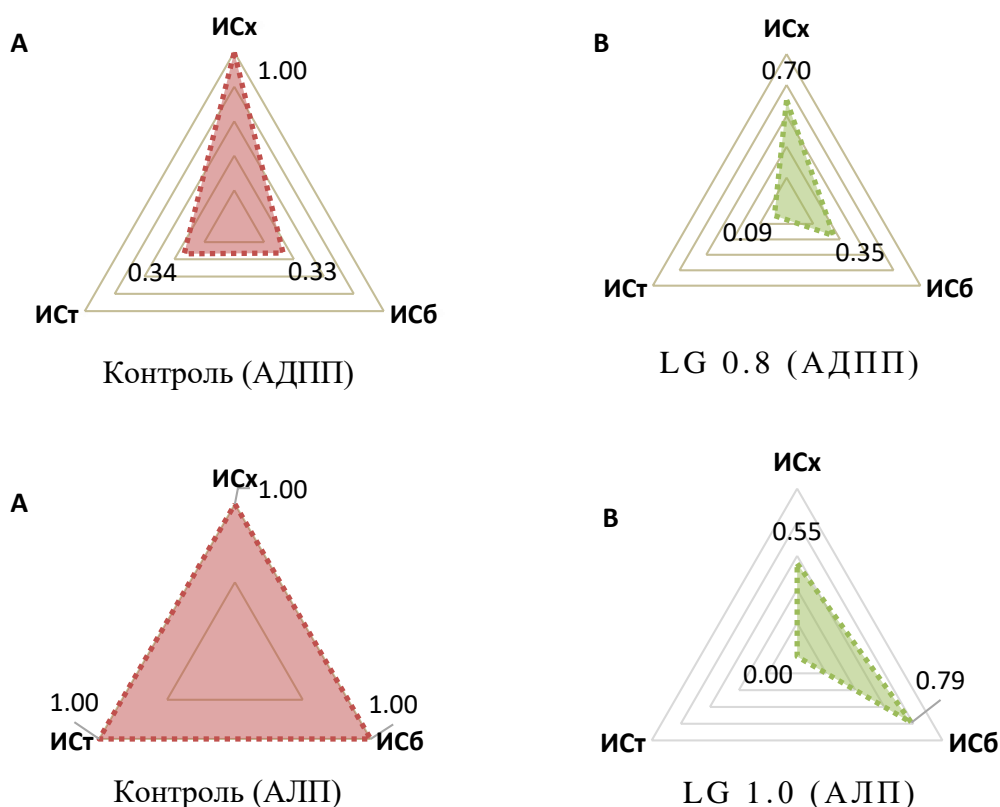 A
ИСх
1.00
0.34
0.33
ИСт
ИСб
Контроль (АДПП)
B
ИСх
0.70
0.09
0.35
ИСт
ИСб
LG 0.8 (АДПП)
A
ИСх
1.00
1.00
1.00
ИСт
ИСб
Контроль (АЛП)
B
ИСх
0.55
0.00
0.79
ИСт
ИСб
LG 1.0 (АЛП)